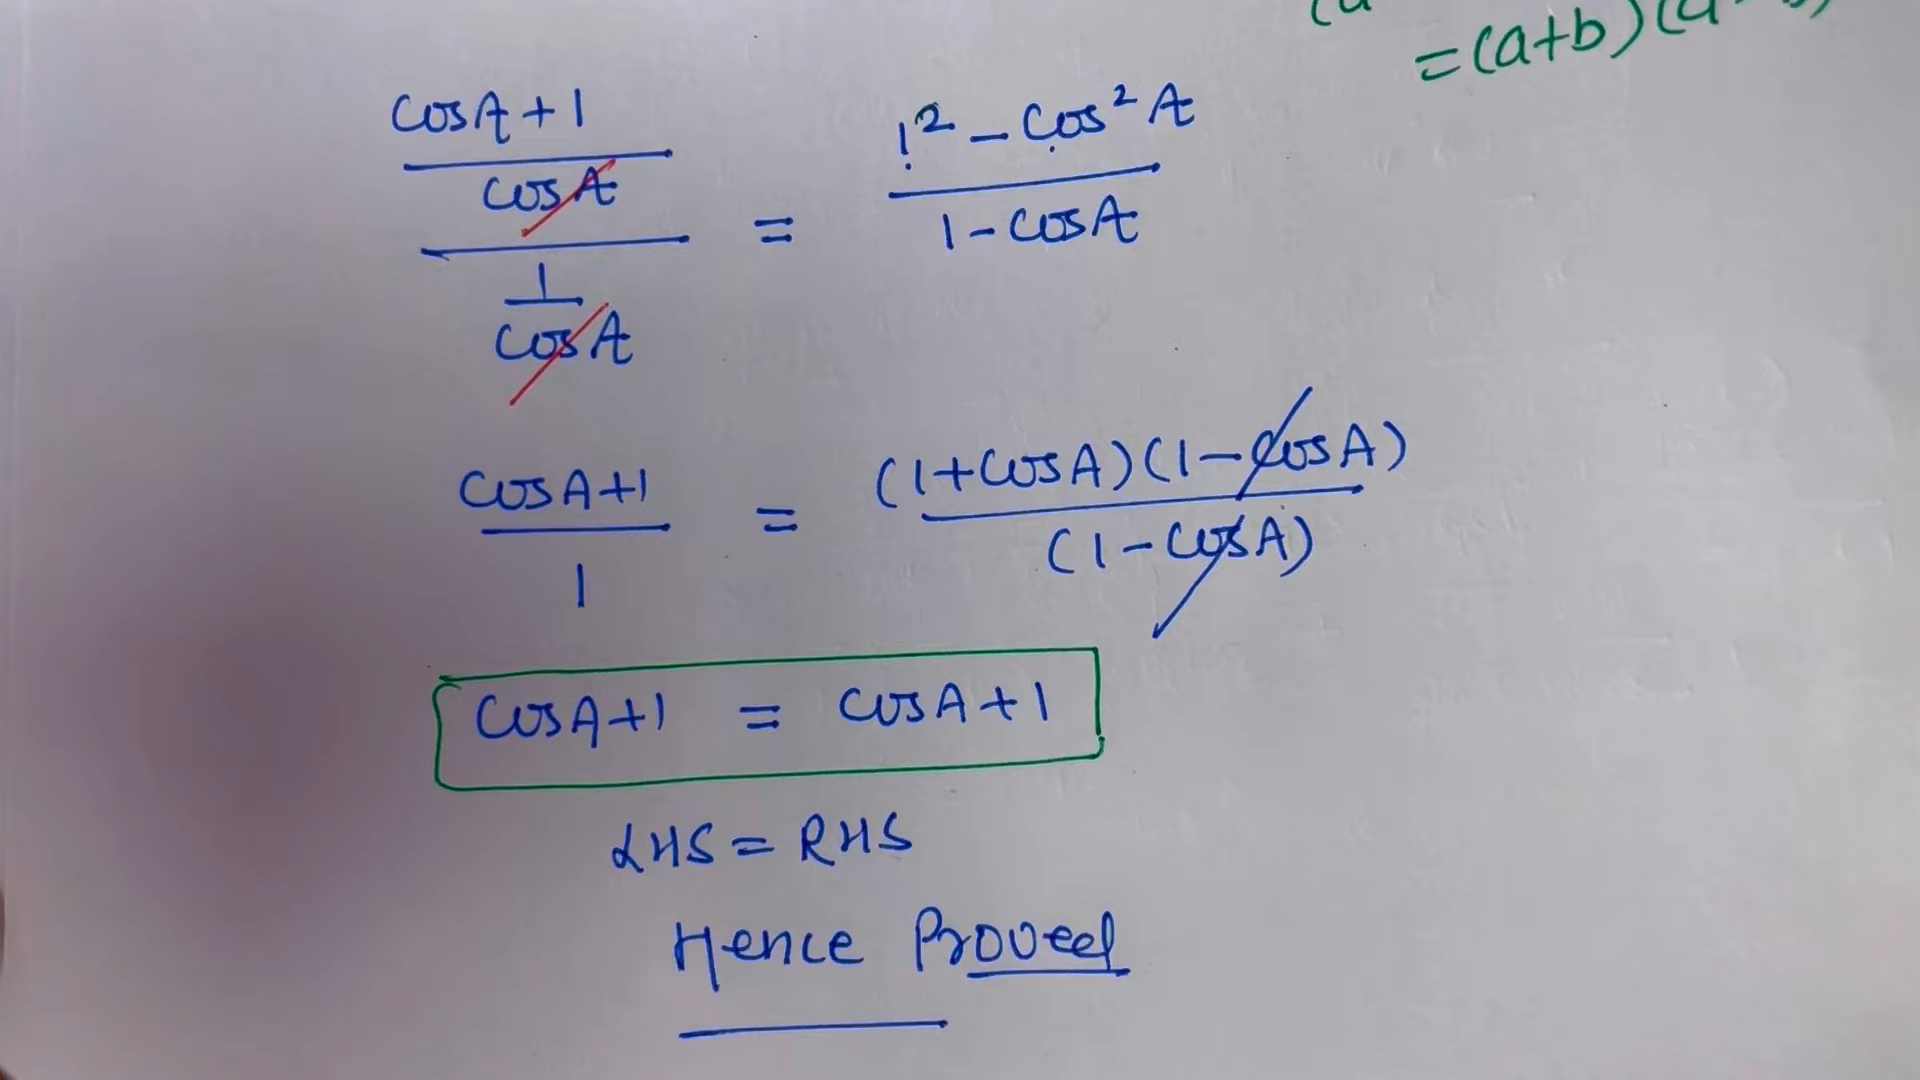 = (a+b)(a-b)
cosA+1 / cosA / 1 / cosA = 1² - cos²A / 1 - cosA
cosA+1 / 1 = (1+cosA)(1-cosA) / (1-cosA)
cosA+1 = cosA+1
LHS = RHS
Hence Proved